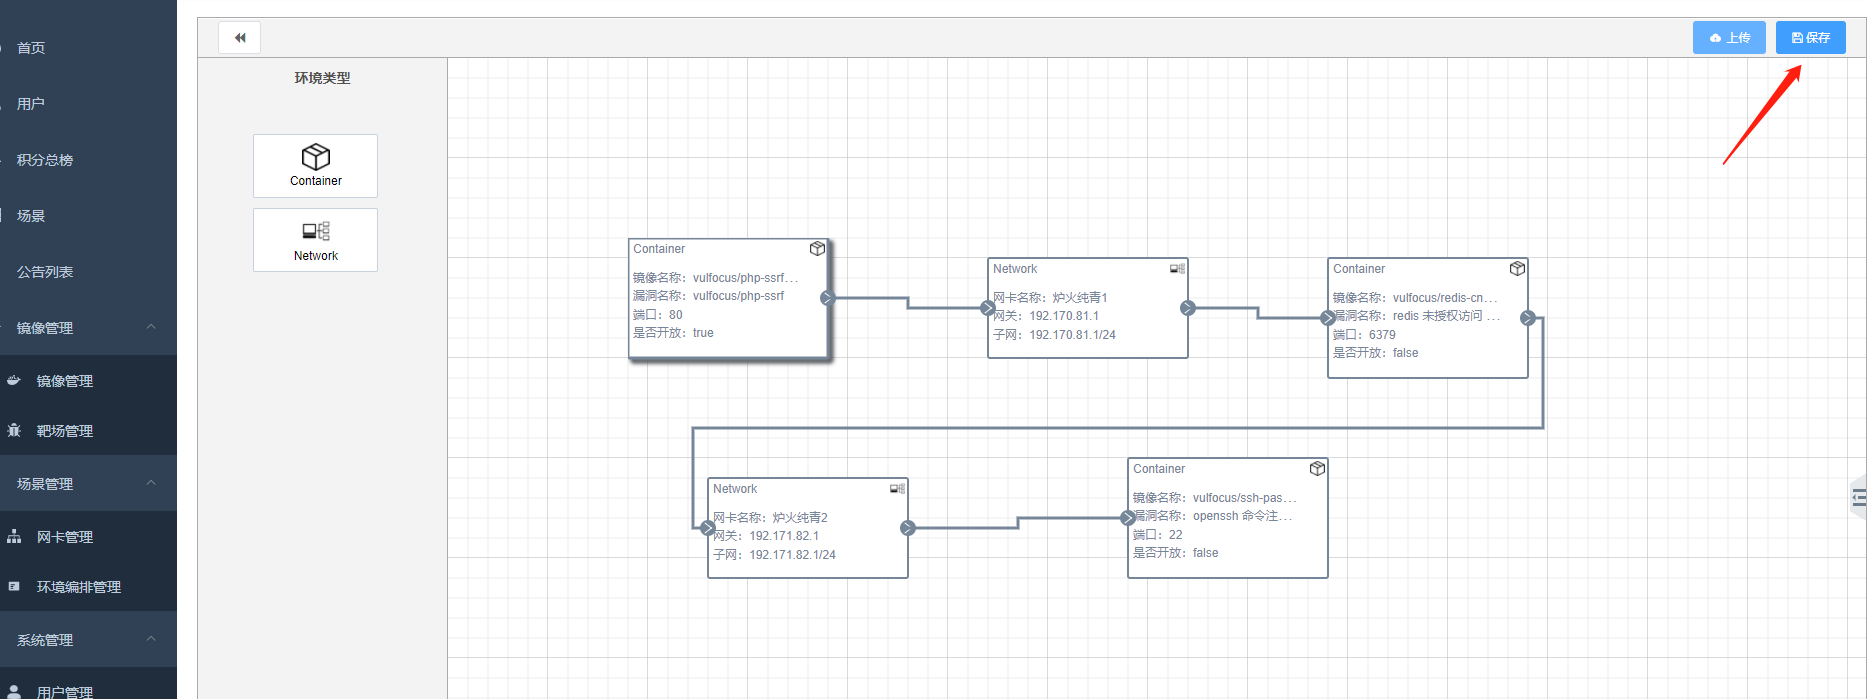 首页
用户
积分总榜
场景
公告列表
镜像管理
镜像管理
靶场管理
场景管理
网卡管理
环境编排管理
系统管理
用户管理
上传
保存
环境类型
Container
Network
Container
镜像名称：vulfocus/php-ssrf...
漏洞名称：vulfocus/php-ssrf
端口：80
是否开放：true
Network
网卡名称：炉火纯青1
网关：192.170.81.1
子网：192.170.81.1/24
Container
镜像名称：vulfocus/redis-cn...
漏洞名称：redis 未授权访问 ...
端口：6379
是否开放：false
Network
网卡名称：炉火纯青2
网关：192.171.82.1
子网：192.171.82.1/24
Container
镜像名称：vulfocus/ssh-pas...
漏洞名称：openssh 命令注...
端口：22
是否开放：false